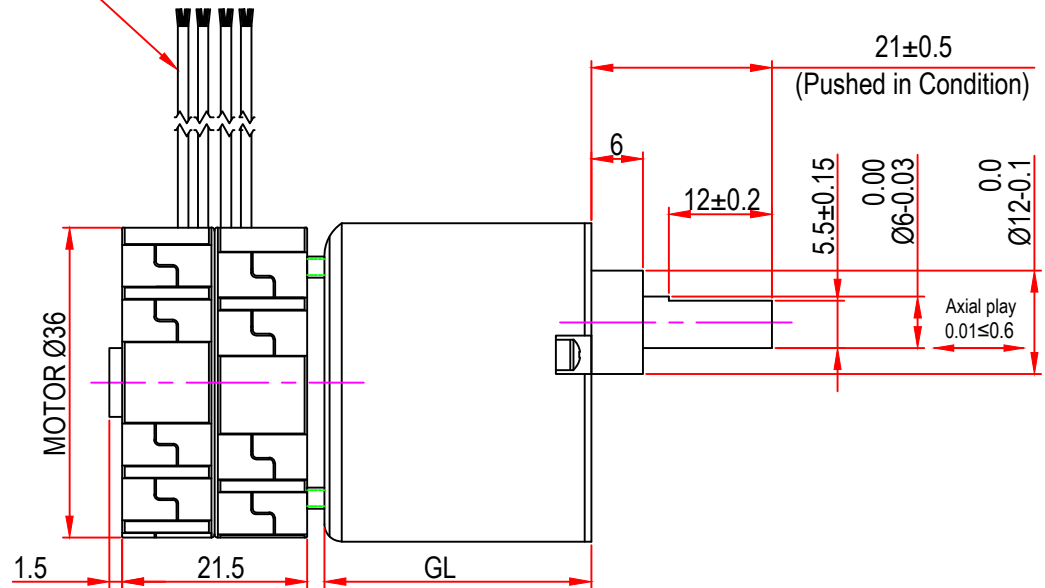 21±0.5
(Pushed in Condition)
6
12±0.2
5.5±0.15
0.00
Ø6-0.03
0.0
Ø12-0.1
Axial play
0.01≤0.6
MOTOR Ø36
1.5
21.5
GL